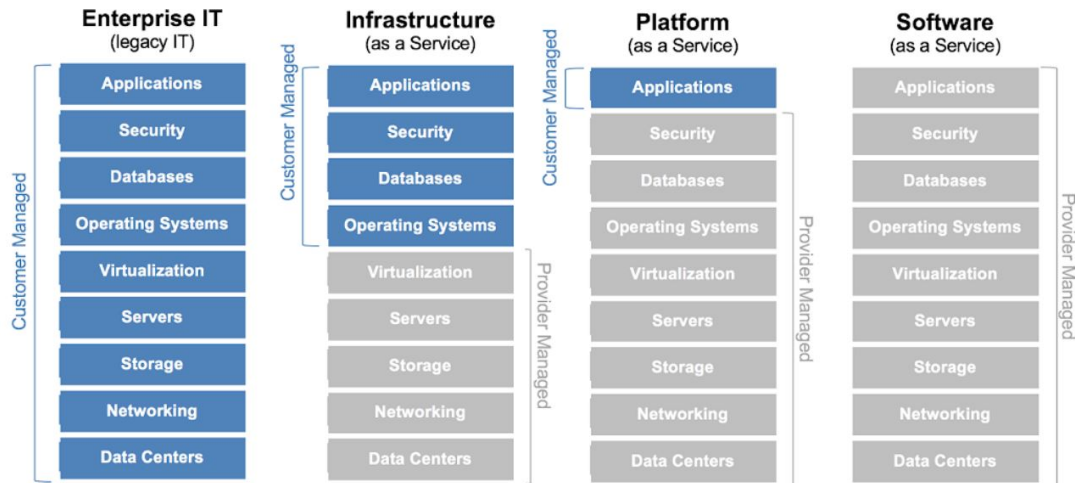 Enterprise IT
(legacy IT)
Customer Managed
Applications
Security
Databases
Operating Systems
Virtualization
Servers
Storage
Networking
Data Centers
Infrastructure
(as a Service)
Customer Managed
Applications
Security
Databases
Operating Systems
Virtualization
Servers
Storage
Networking
Data Centers
Provider Managed
Platform
(as a Service)
Customer Managed
Applications
Security
Databases
Operating Systems
Virtualization
Servers
Storage
Networking
Data Centers
Provider Managed
Software
(as a Service)
Applications
Security
Databases
Operating Systems
Virtualization
Servers
Storage
Networking
Data Centers
Provider Managed